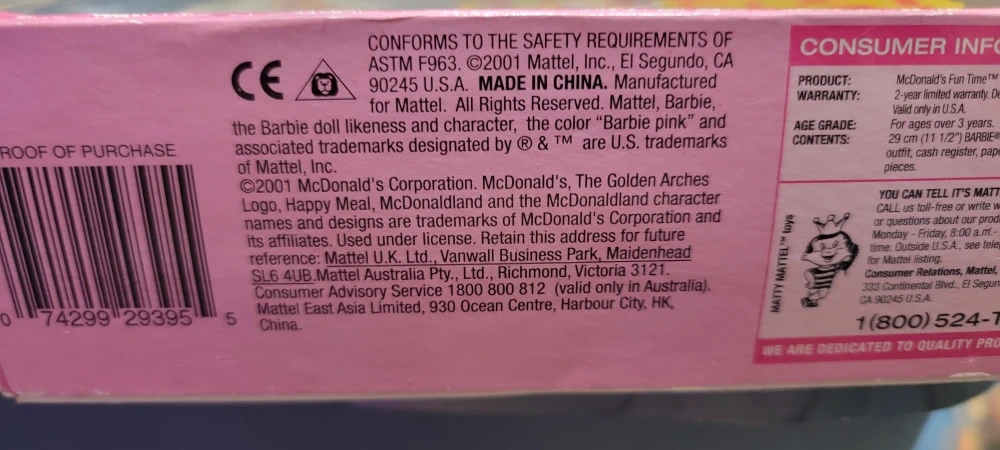 ROOF OF PURCHASE
0 74299 29395 5
CE
CONFORMS TO THE SAFETY REQUIREMENTS OF
ASTM F963. ©2001 Mattel, Inc., El Segundo, CA
90245 U.S.A. MADE IN CHINA. Manufactured
for Mattel. All Rights Reserved. Mattel, Barbie,
the Barbie doll likeness and character, the color “Barbie pink” and
associated trademarks designated by ® & ™ are U.S. trademarks
of Mattel, Inc.
©2001 McDonald's Corporation. McDonald's, The Golden Arches
Logo, Happy Meal, McDonaldland and the McDonaldland character
names and designs are trademarks of McDonald's Corporation and
its affiliates. Used under license. Retain this address for future
reference: Mattel U.K. Ltd., Vanwall Business Park, Maidenhead
SL6 4UB.Mattel Australia Pty., Ltd., Richmond, Victoria 3121.
Consumer Advisory Service 1800 800 812 (valid only in Australia).
Mattel East Asia Limited, 930 Ocean Centre, Harbour City, HK,
China.
CONSUMER INFO
PRODUCT: McDonald's Fun Time™
WARRANTY: 2-year limited warranty. De
Valid only in U.S.A.
AGE GRADE: For ages over 3 years.
CONTENTS: 29 cm (11 1/2") BARBIE®
outfit, cash register, pape
pieces.
MATTY MATTEL™ toys
YOU CAN TELL IT'S MATT
CALL us toll-free or write w
or questions about our prod
Monday - Friday, 8:00 a.m.-
time. Outside U.S.A., see tele
for Mattel listing.
Consumer Relations, Mattel,
333 Continental Blvd., El Segun
CA 90245 U.S.A.
1(800) 524-T
WE ARE DEDICATED TO QUALITY PRO